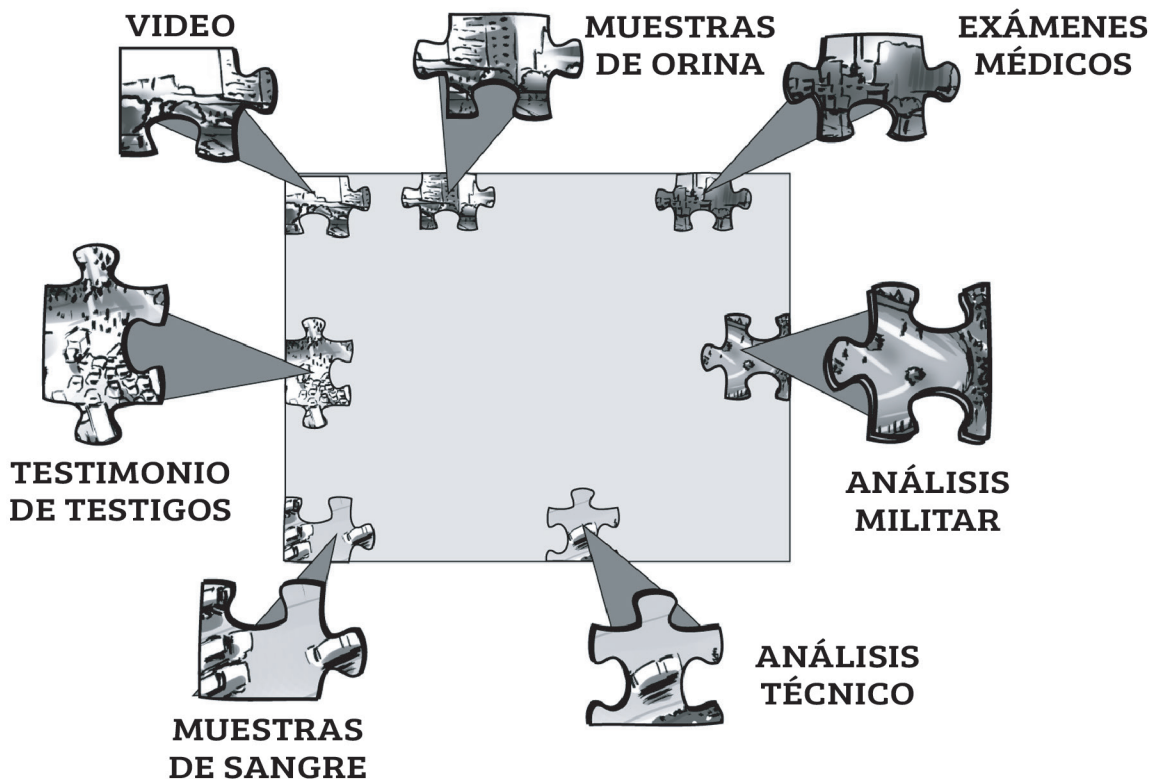 VIDEO
MUESTRAS
DE ORINA
EXÁMENES
MÉDICOS
TESTIMONIO
DE TESTIGOS
ANÁLISIS
MILITAR
MUESTRAS
DE SANGRE
ANÁLISIS
TÉCNICO